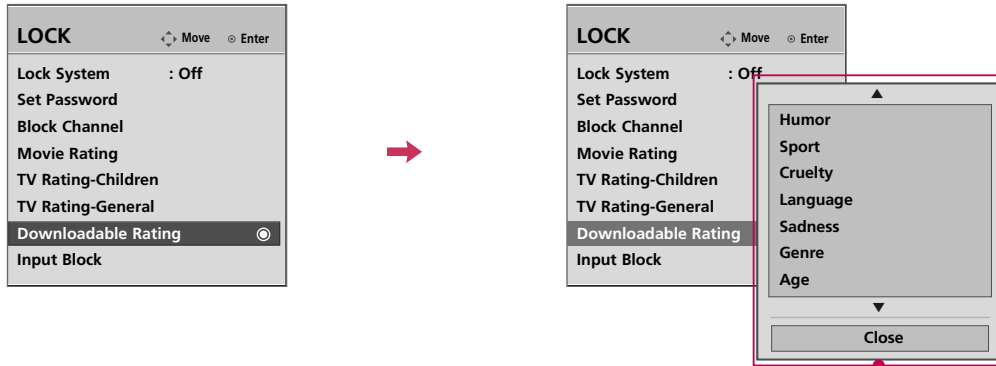 LOCK Move Enter
Lock System : Off
Set Password
Block Channel
Movie Rating
TV Rating-Children
TV Rating-General
Downloadable Rating
Input Block
LOCK Move Enter
Lock System : Off
Set Password
Block Channel
Movie Rating
TV Rating-Children
TV Rating-General
Downloadable Rating
Input Block
Humor
Sport
Cruelty
Language
Sadness
Genre
Age
Close